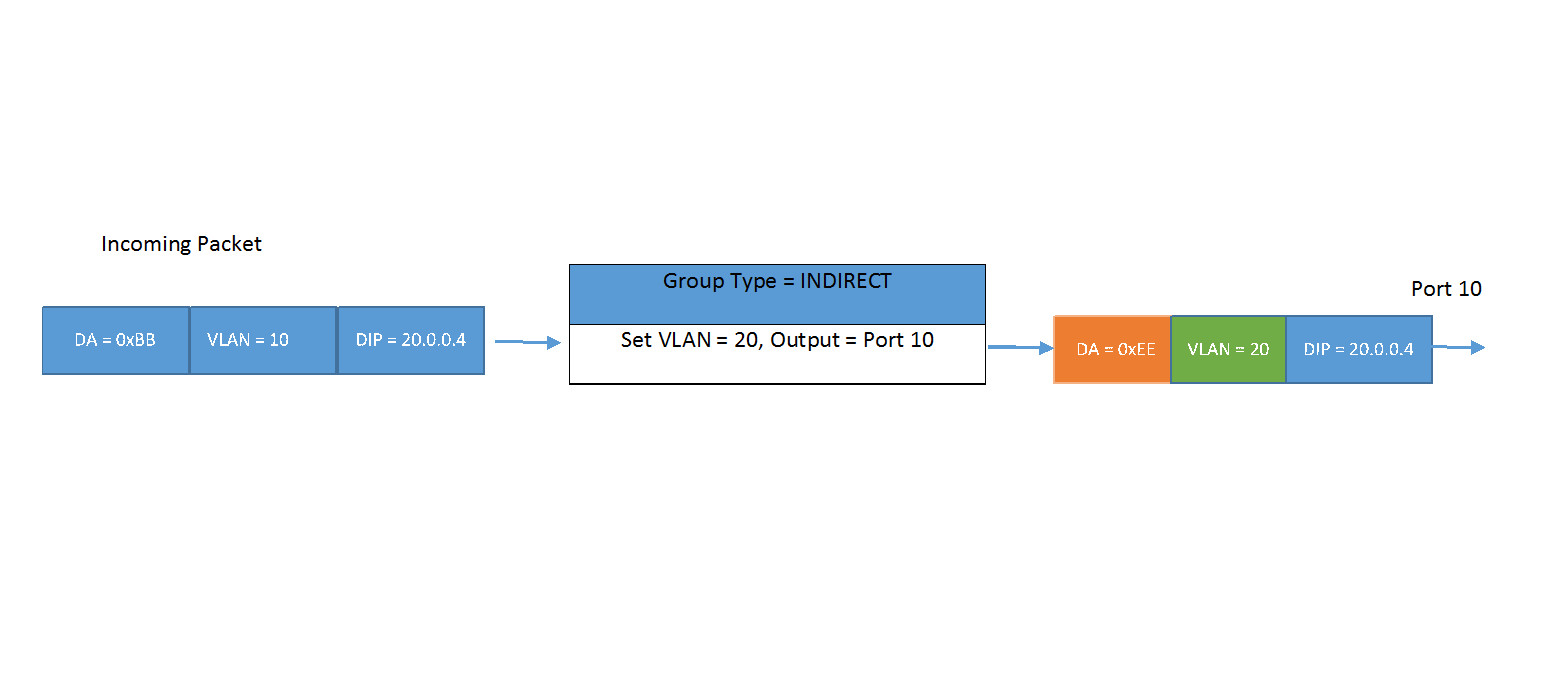 Incoming Packet
DA = 0xBB
VLAN = 10
DIP = 20.0.0.4
Group Type = INDIRECT
Set VLAN = 20, Output = Port 10
Port 10
DA = 0xEE
VLAN = 20
DIP = 20.0.0.4